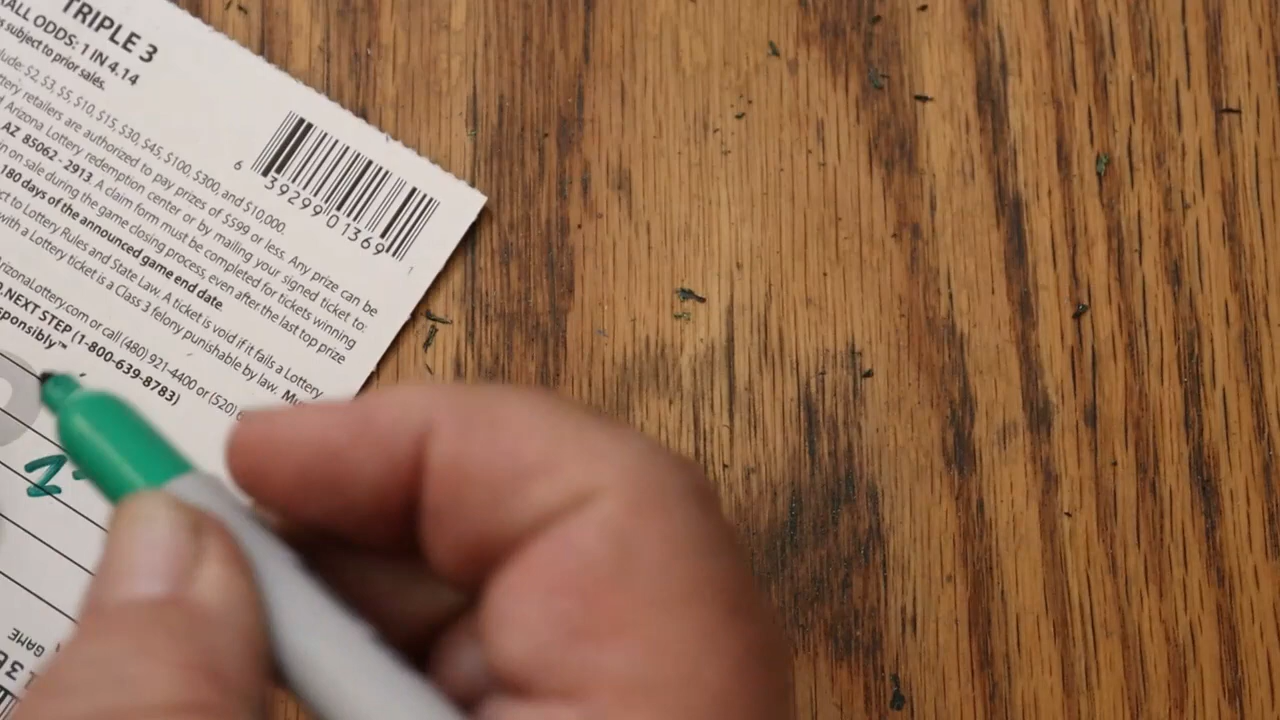 TRIPLE 3
ALL ODDS: 1 IN 4.14
s subject to prior sales.
lude: $2, $3, $5, $10, $15, $30, $45, $100, $300, and $10,000.
ttery retailers are authorized to pay prizes of $599 or less. Any prize can be
d Arizona Lottery redemption center or by mailing your signed ticket to:
AZ 85062 - 2913. A claim form must be completed for tickets winning
n on sale during the game closing process, even after the last top prize
180 days of the announced game end date.
ct to Lottery Rules and State Law. A ticket is void if it fails a Lottery
with a Lottery ticket is a Class 3 felony punishable by law. Mu
ArizonaLottery.com or call (480) 921-4400 or (520) 6
NEXT STEP (1-800-639-8783)
sponsibly™
6 39299 01369 1
GAME